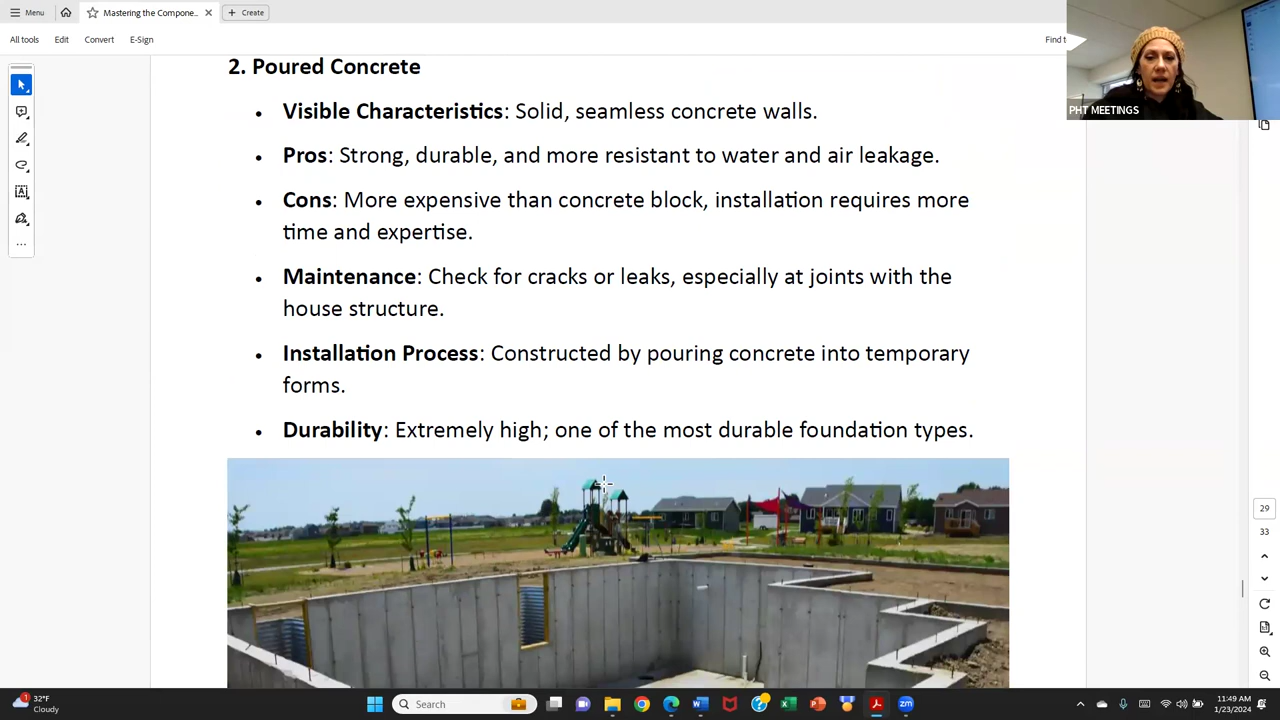 Menu
Mastering the Compone...
Create
All tools
Edit
Convert
E-Sign
Find te
PHT MEETINGS
2. Poured Concrete
• Visible Characteristics: Solid, seamless concrete walls.
• Pros: Strong, durable, and more resistant to water and air leakage.
• Cons: More expensive than concrete block, installation requires more
time and expertise.
• Maintenance: Check for cracks or leaks, especially at joints with the
house structure.
• Installation Process: Constructed by pouring concrete into temporary
forms.
• Durability: Extremely high; one of the most durable foundation types.
29
33
1
32°F
Cloudy
Search
11:49 AM
1/23/2024